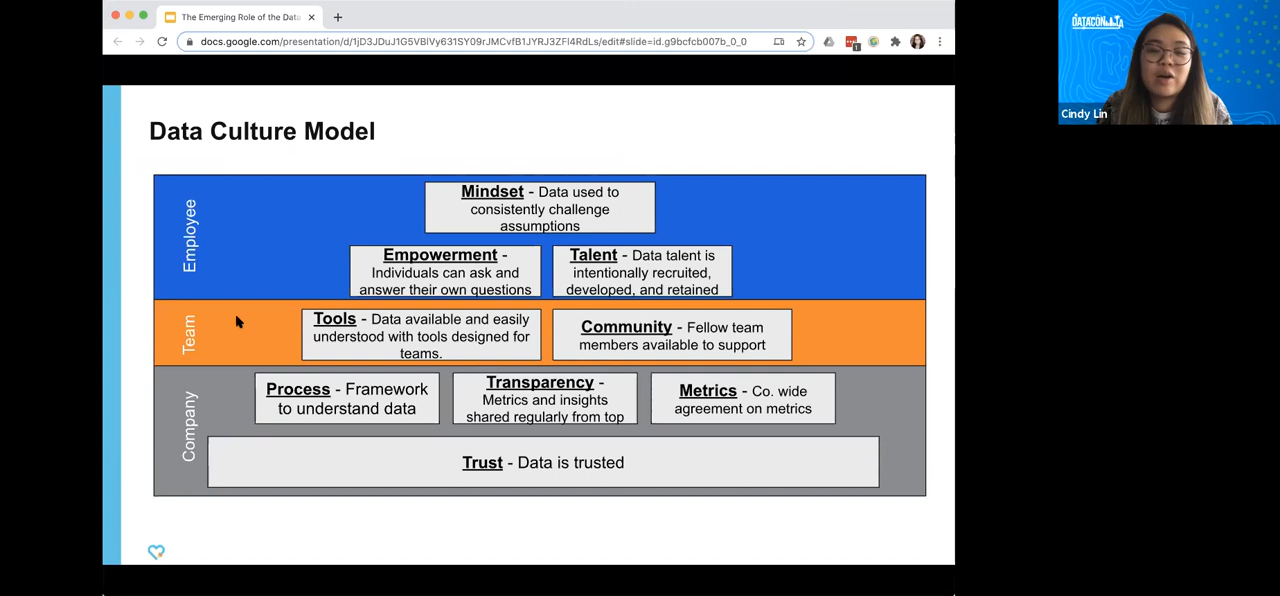 The Emerging Role of the Data
docs.google.com/presentation/d/1jD3JDuJ1G5VBlVy631SY09rJMCvfB1JYRJ3ZFl4RdLs/edit#slide=id.g9bcfcb007b_0_0
1
DATACON LA
Cindy Lin
Data Culture Model
Employee
Mindset - Data used to
consistently challenge
assumptions
Empowerment -
Individuals can ask and
answer their own questions
Talent - Data talent is
intentionally recruited,
developed, and retained
Team
Tools - Data available and easily
understood with tools designed for
teams.
Community - Fellow team
members available to support
Company
Process - Framework
to understand data
Transparency -
Metrics and insights
shared regularly from top
Metrics - Co. wide
agreement on metrics
Trust - Data is trusted